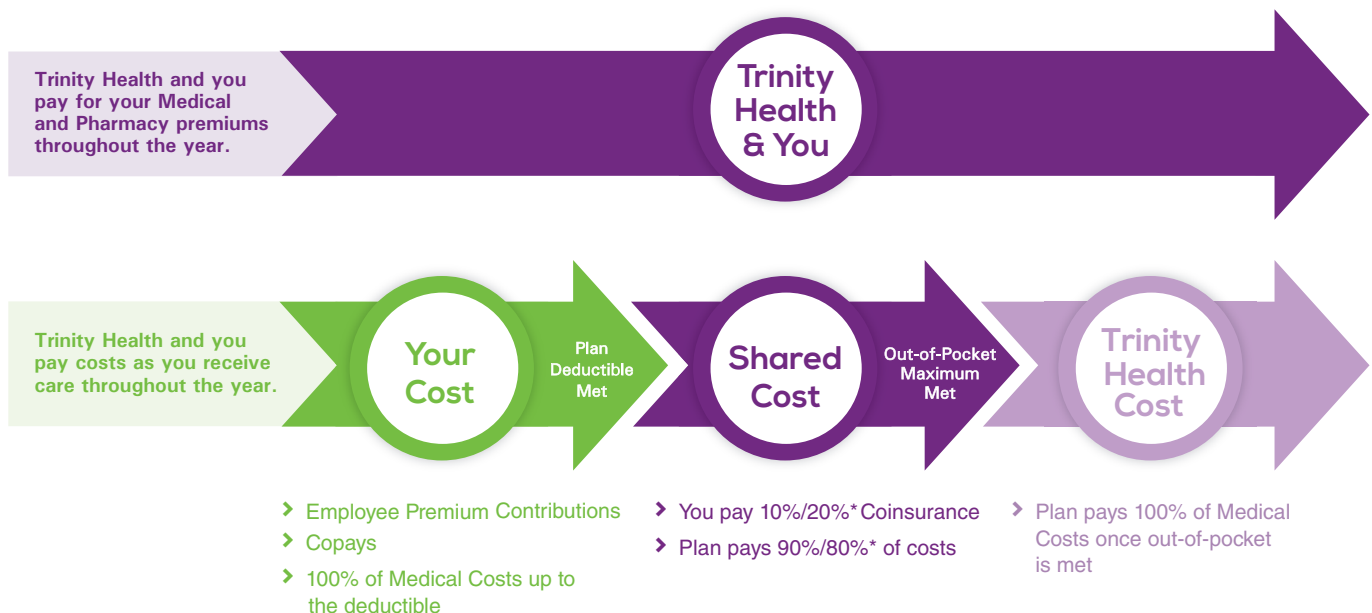 Trinity Health and you
pay for your Medical
and Pharmacy premiums
throughout the year.
Trinity
Health
& You
Trinity Health and you
pay costs as you receive
care throughout the year.
Your
Cost
Plan
Deductible
Met
Shared
Cost
Out-of-Pocket
Maximum
Met
Trinity
Health
Cost
Employee Premium Contributions
Copays
100% of Medical Costs up to
the deductible
You pay 10%/20%* Coinsurance
Plan pays 90%/80%* of costs
Plan pays 100% of Medical
Costs once out-of-pocket
is met